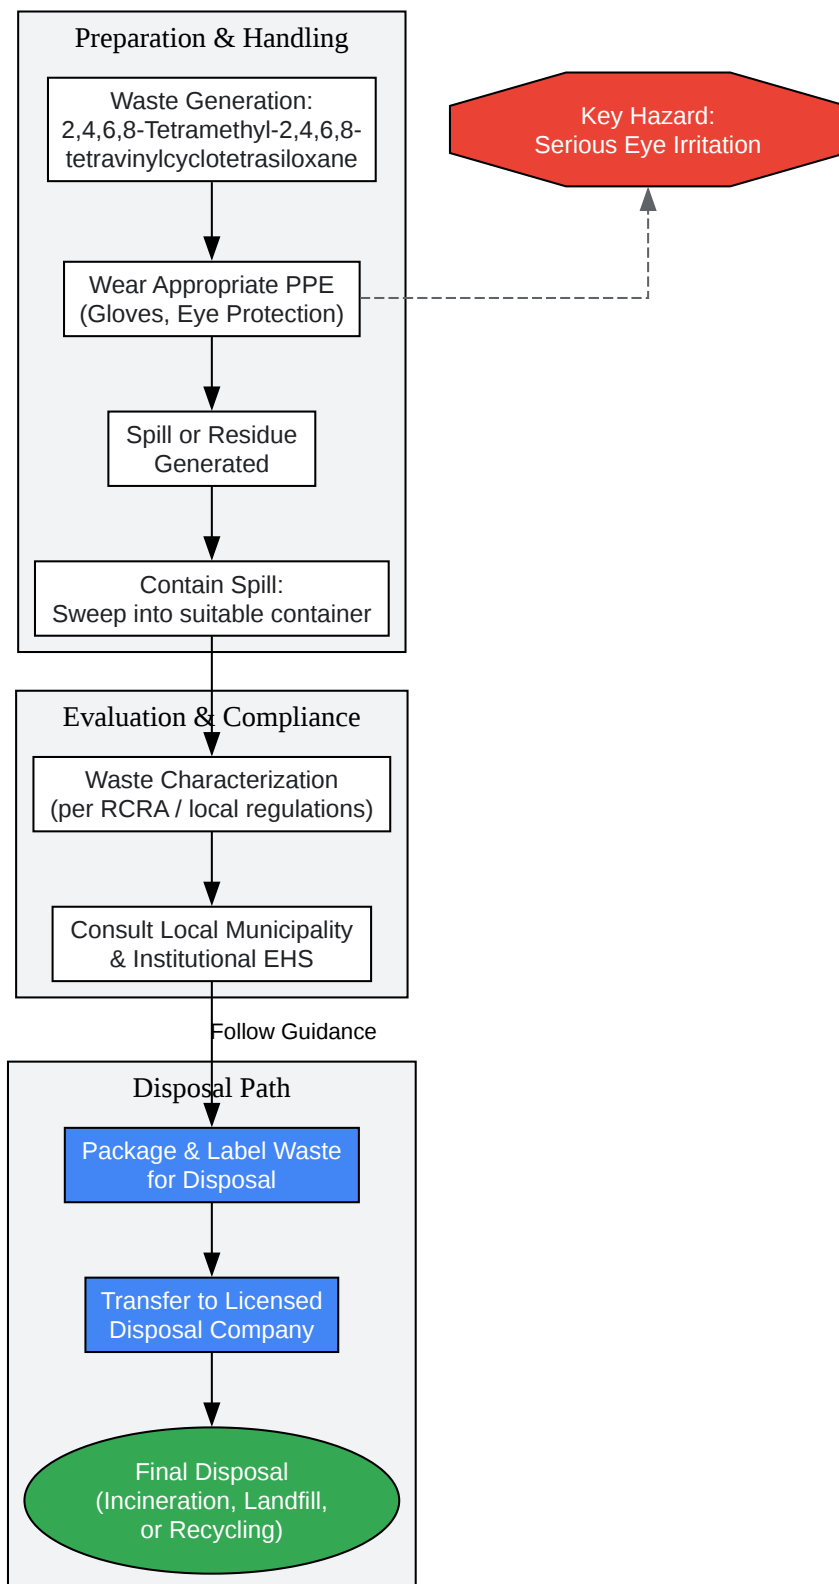 Preparation & Handling
Waste Generation:
2,4,6,8-Tetramethyl-2,4,6,8-
tetravinylcyclotetrasiloxane
Key Hazard:
Serious Eye Irritation
Wear Appropriate PPE
(Gloves, Eye Protection)
Spill or Residue
Generated
Contain Spill:
Sweep into suitable container
Evaluation & Compliance
Waste Characterization
(per RCRA / local regulations)
Consult Local Municipality
& Institutional EHS
Follow Guidance
Disposal Path
Package & Label Waste
for Disposal
Transfer to Licensed
Disposal Company
Final Disposal
(Incineration, Landfill,
or Recycling)